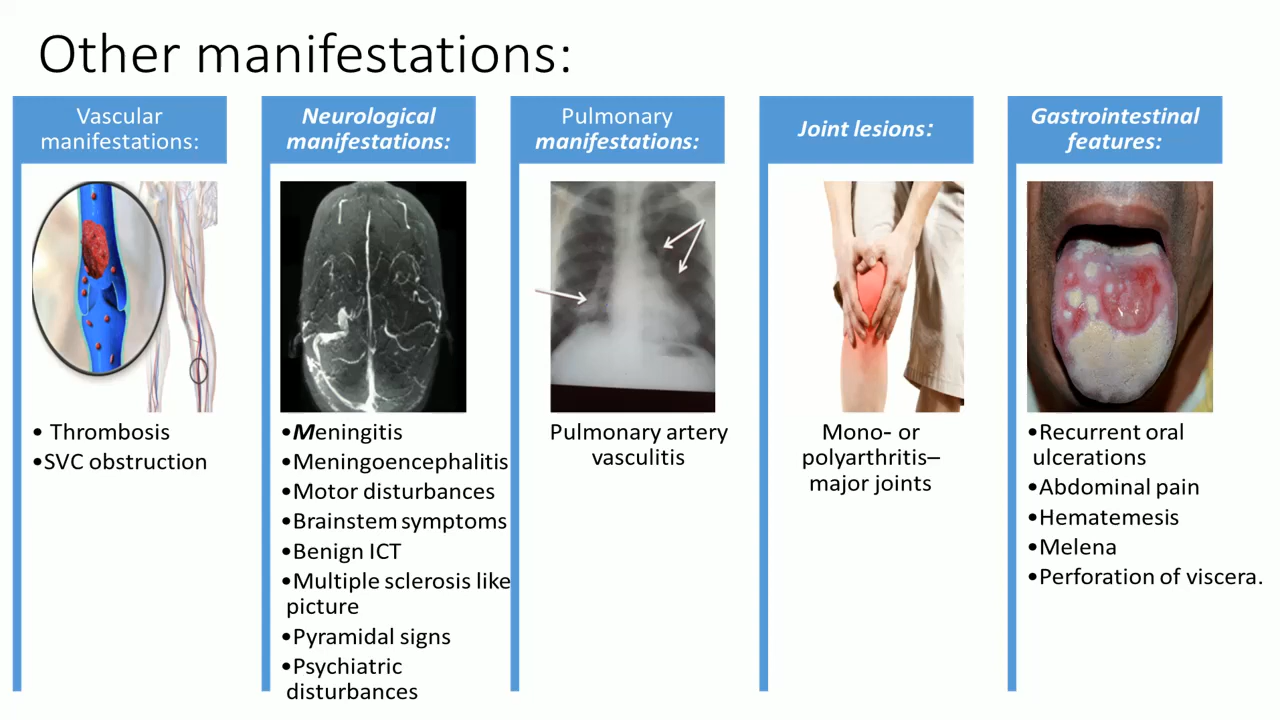 Other manifestations:
Vascular
manifestations:
• Thrombosis
•SVC obstruction
Neurological
manifestations:
•Meningitis
•Meningoencephalitis
•Motor disturbances
•Brainstem symptoms
•Benign ICT
•Multiple sclerosis like
picture
•Pyramidal signs
•Psychiatric
disturbances
Pulmonary
manifestations:
Pulmonary artery
vasculitis
Joint lesions:
Mono- or
polyarthritis–
major joints
Gastrointestinal
features:
•Recurrent oral
ulcerations
•Abdominal pain
•Hematemesis
•Melena
•Perforation of viscera.